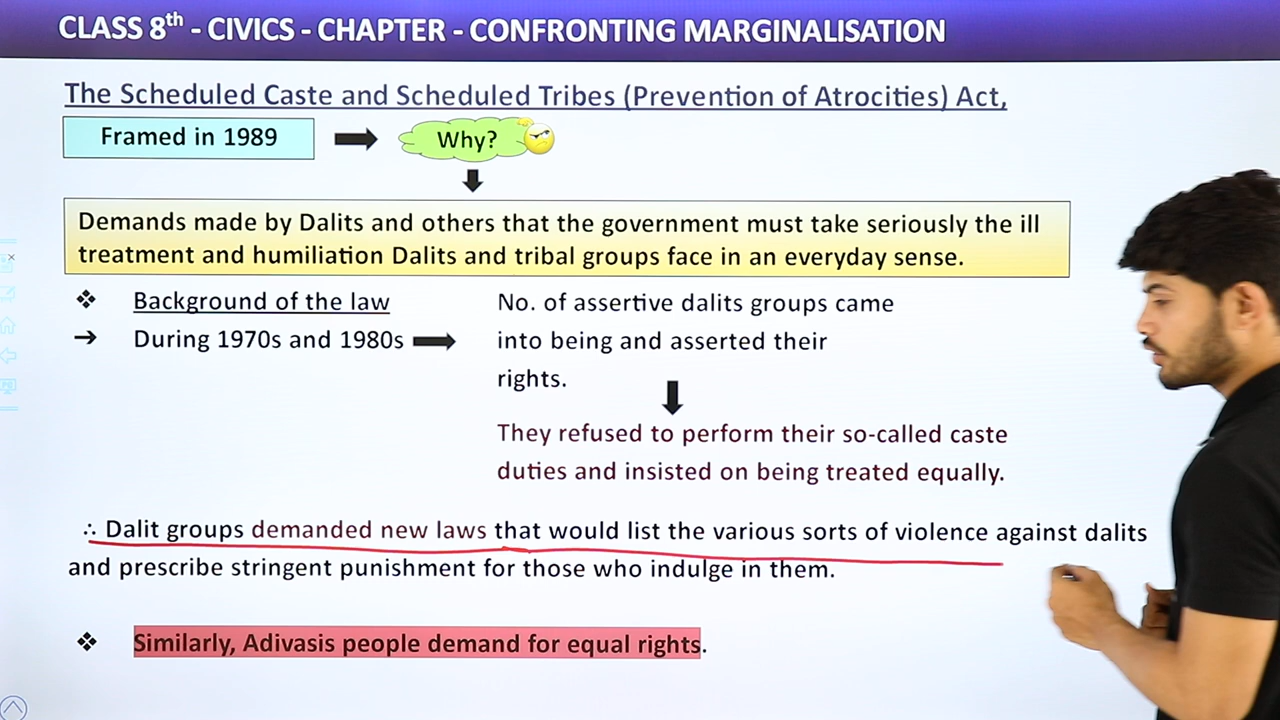 CLASS 8th - CIVICS - CHAPTER - CONFRONTING MARGINALISATION
The Scheduled Caste and Scheduled Tribes (Prevention of Atrocities) Act,
Framed in 1989
Why?
Demands made by Dalits and others that the government must take seriously the ill
treatment and humiliation Dalits and tribal groups face in an everyday sense.
❖ Background of the law
➔ During 1970s and 1980s
No. of assertive dalits groups came
into being and asserted their
rights.
They refused to perform their so-called caste
duties and insisted on being treated equally.
∴ Dalit groups demanded new laws that would list the various sorts of violence against dalits
and prescribe stringent punishment for those who indulge in them.
❖ Similarly, Adivasis people demand for equal rights.